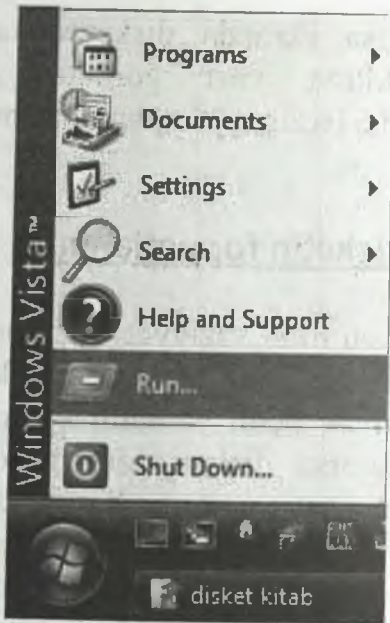 Programs
Documents
Settings
Search
Help and Support
Run...
Shut Down...
Windows Vista™
disket kitab